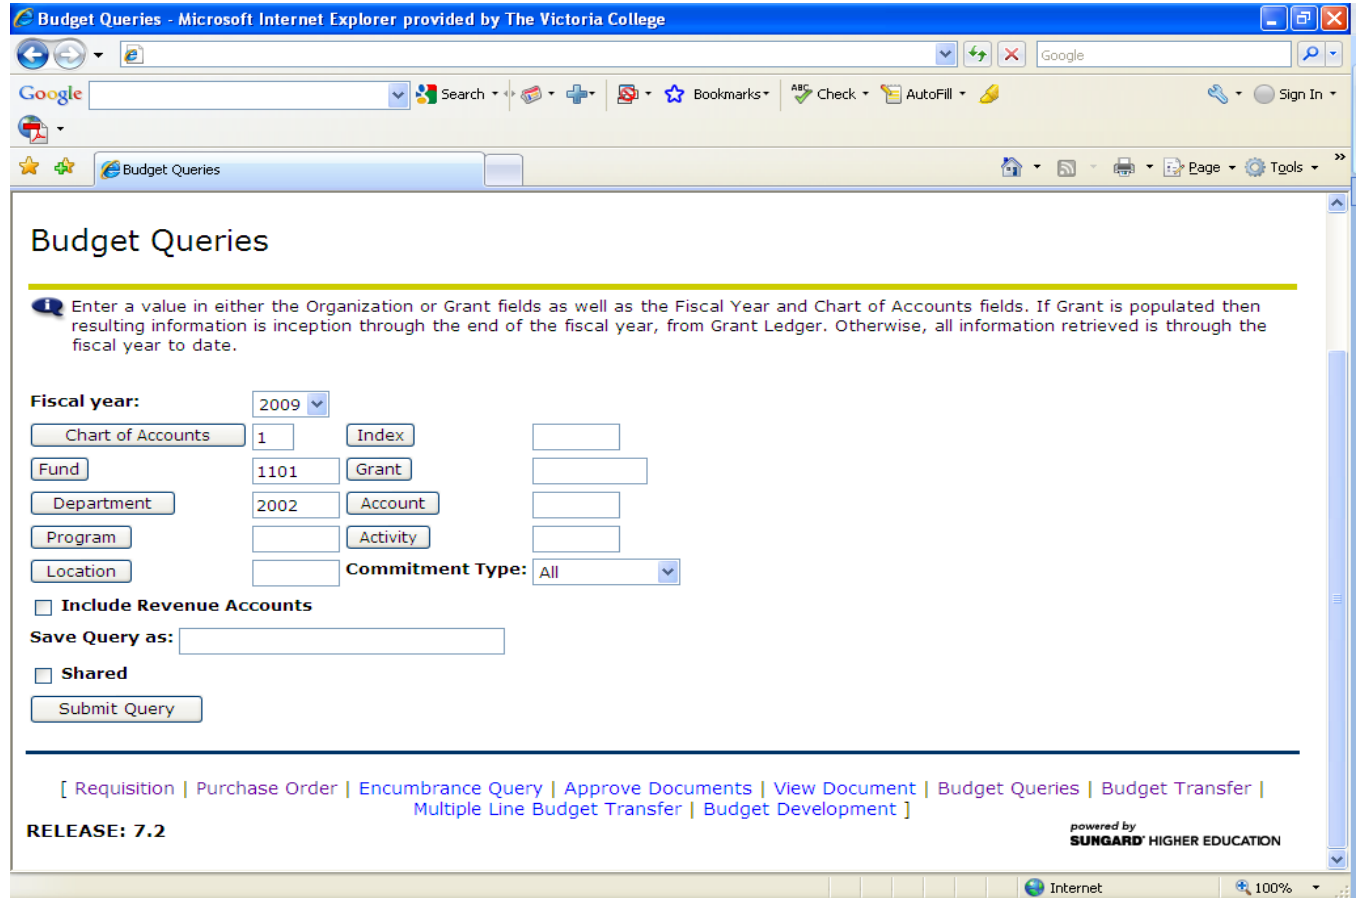 Budget Queries - Microsoft Internet Explorer provided by The Victoria College
Google
Google Search Bookmarks ABC Check AutoFill Sign In
Budget Queries Page Tools »
Budget Queries
Enter a value in either the Organization or Grant fields as well as the Fiscal Year and Chart of Accounts fields. If Grant is populated then
resulting information is inception through the end of the fiscal year, from Grant Ledger. Otherwise, all information retrieved is through the
fiscal year to date.
Fiscal year: 2009
Chart of Accounts 1 Index
Fund 1101 Grant
Department 2002 Account
Program Activity
Location Commitment Type: All
Include Revenue Accounts
Save Query as:
Shared
Submit Query
[ Requisition | Purchase Order | Encumbrance Query | Approve Documents | View Document | Budget Queries | Budget Transfer |
Multiple Line Budget Transfer | Budget Development ]
RELEASE: 7.2
powered by
SUNGARD' HIGHER EDUCATION
Internet 100%